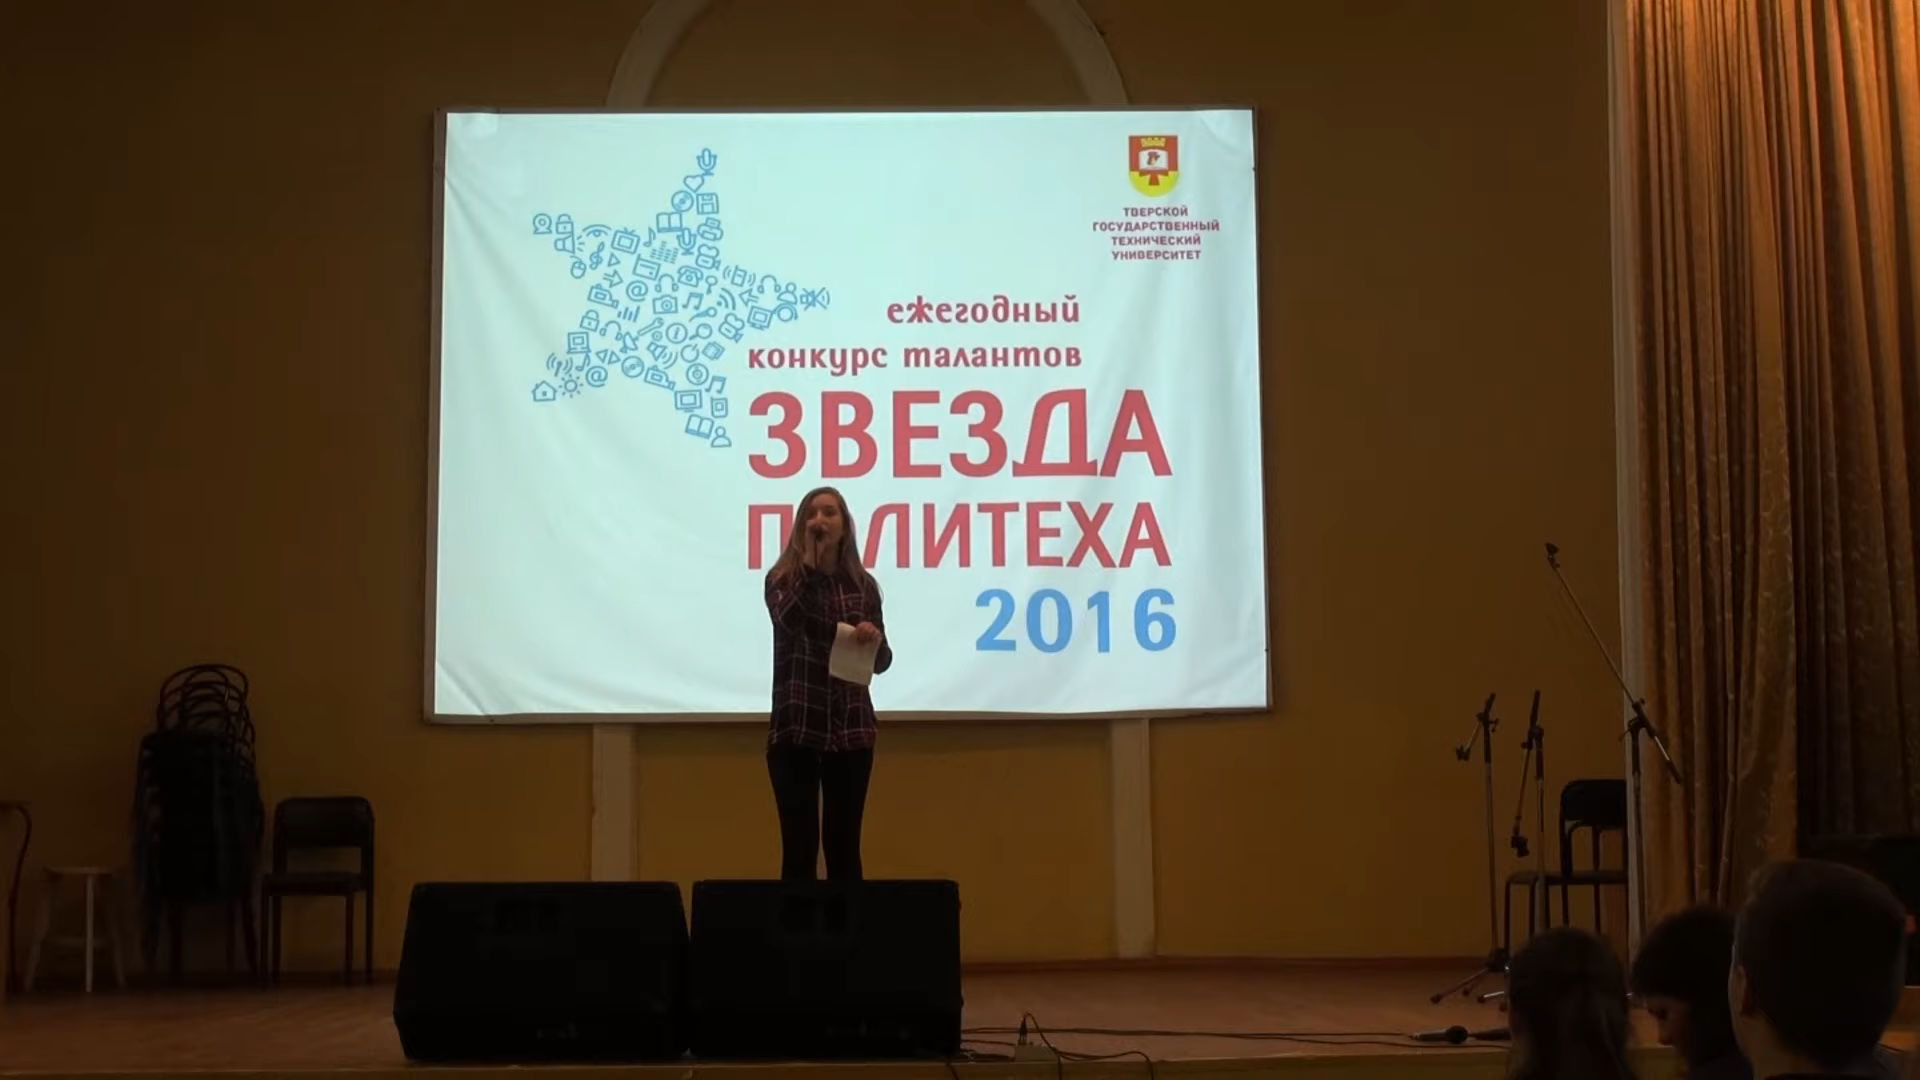 ТВЕРСКОЙ
ГОСУДАРСТВЕННЫЙ
ТЕХНИЧЕСКИЙ
УНИВЕРСИТЕТ
ежегодный
конкурс талантов
ЗВЕЗДА
ПОЛИТЕХА
2016